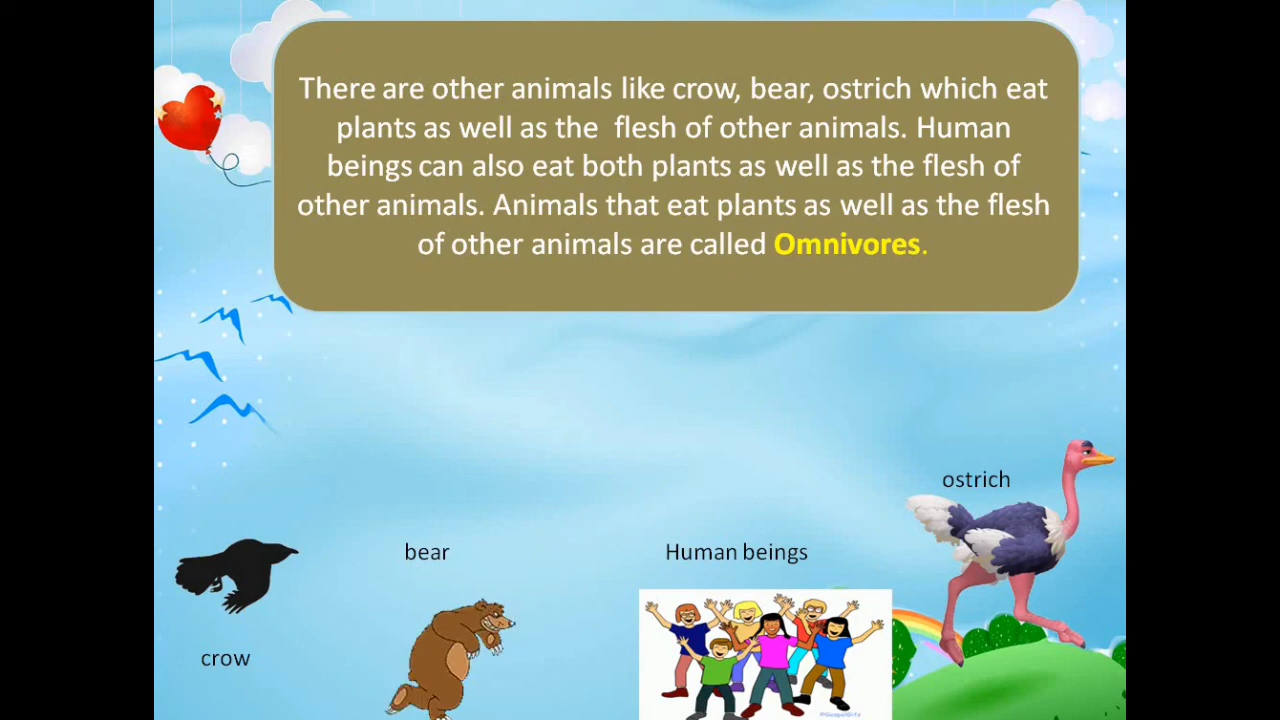 There are other animals like crow, bear, ostrich which eat
plants as well as the flesh of other animals. Human
beings can also eat both plants as well as the flesh of
other animals. Animals that eat plants as well as the flesh
of other animals are called Omnivores.
ostrich
bear
Human beings
crow